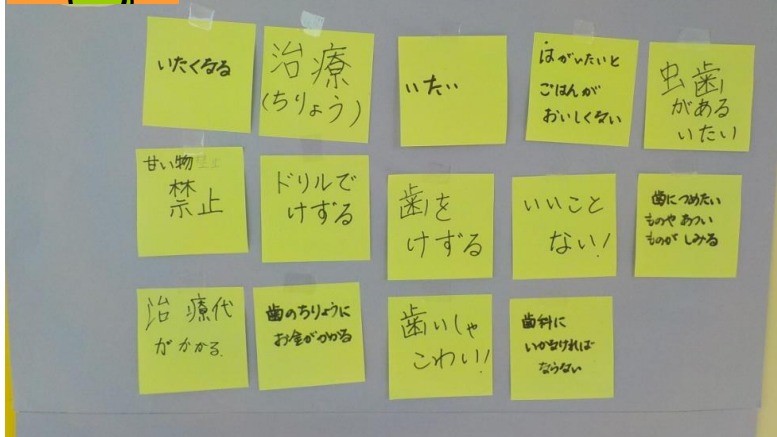 いたくなる
治療
(ちりょう)
いたい
はがいたいと
ごはんが
おいしくない
虫歯
がある
いたい
甘い物
禁止
ドリルで
けずる
歯を
けずる
いいこと
ない!
歯につめたい
ものやあつい
ものがしみる
治療代
がかかる
歯のちりょうに
お金がかかる
歯いしゃ
こわい!
歯科に
いかなければ
ならない